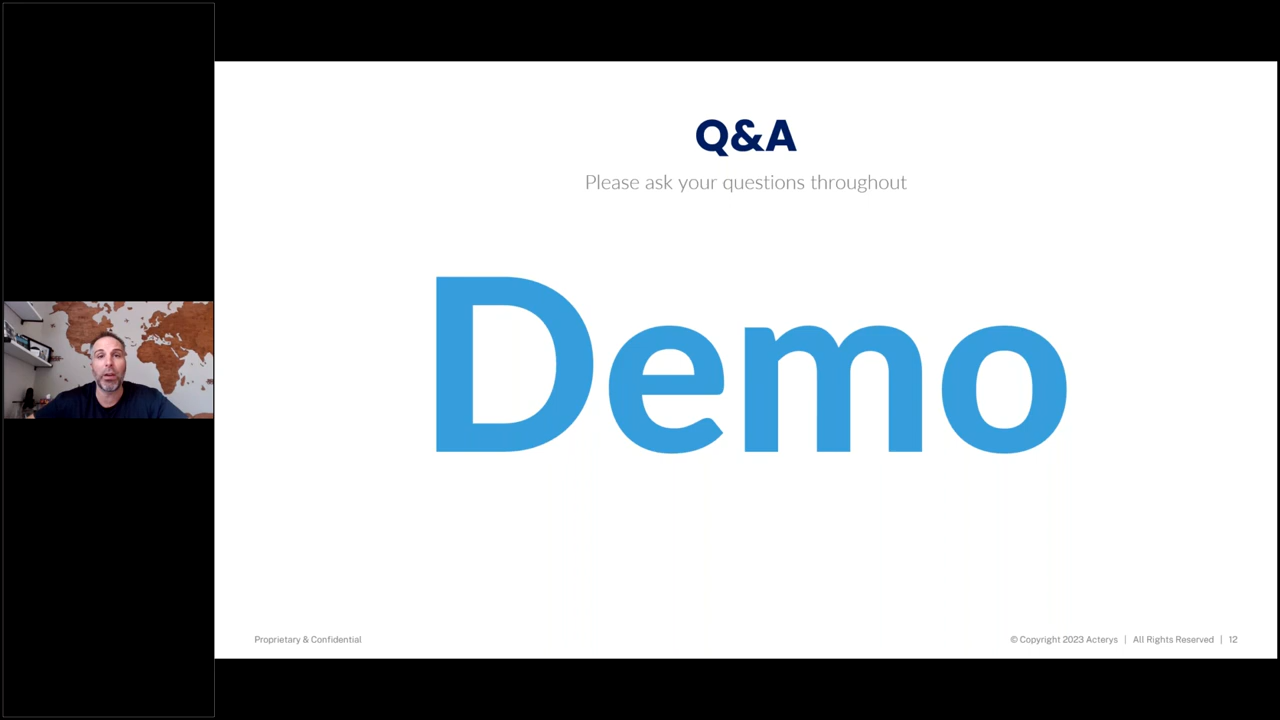 Q&A
Please ask your questions throughout
Demo
Proprietary & Confidential
© Copyright 2023 Acterys | All Rights Reserved | 12